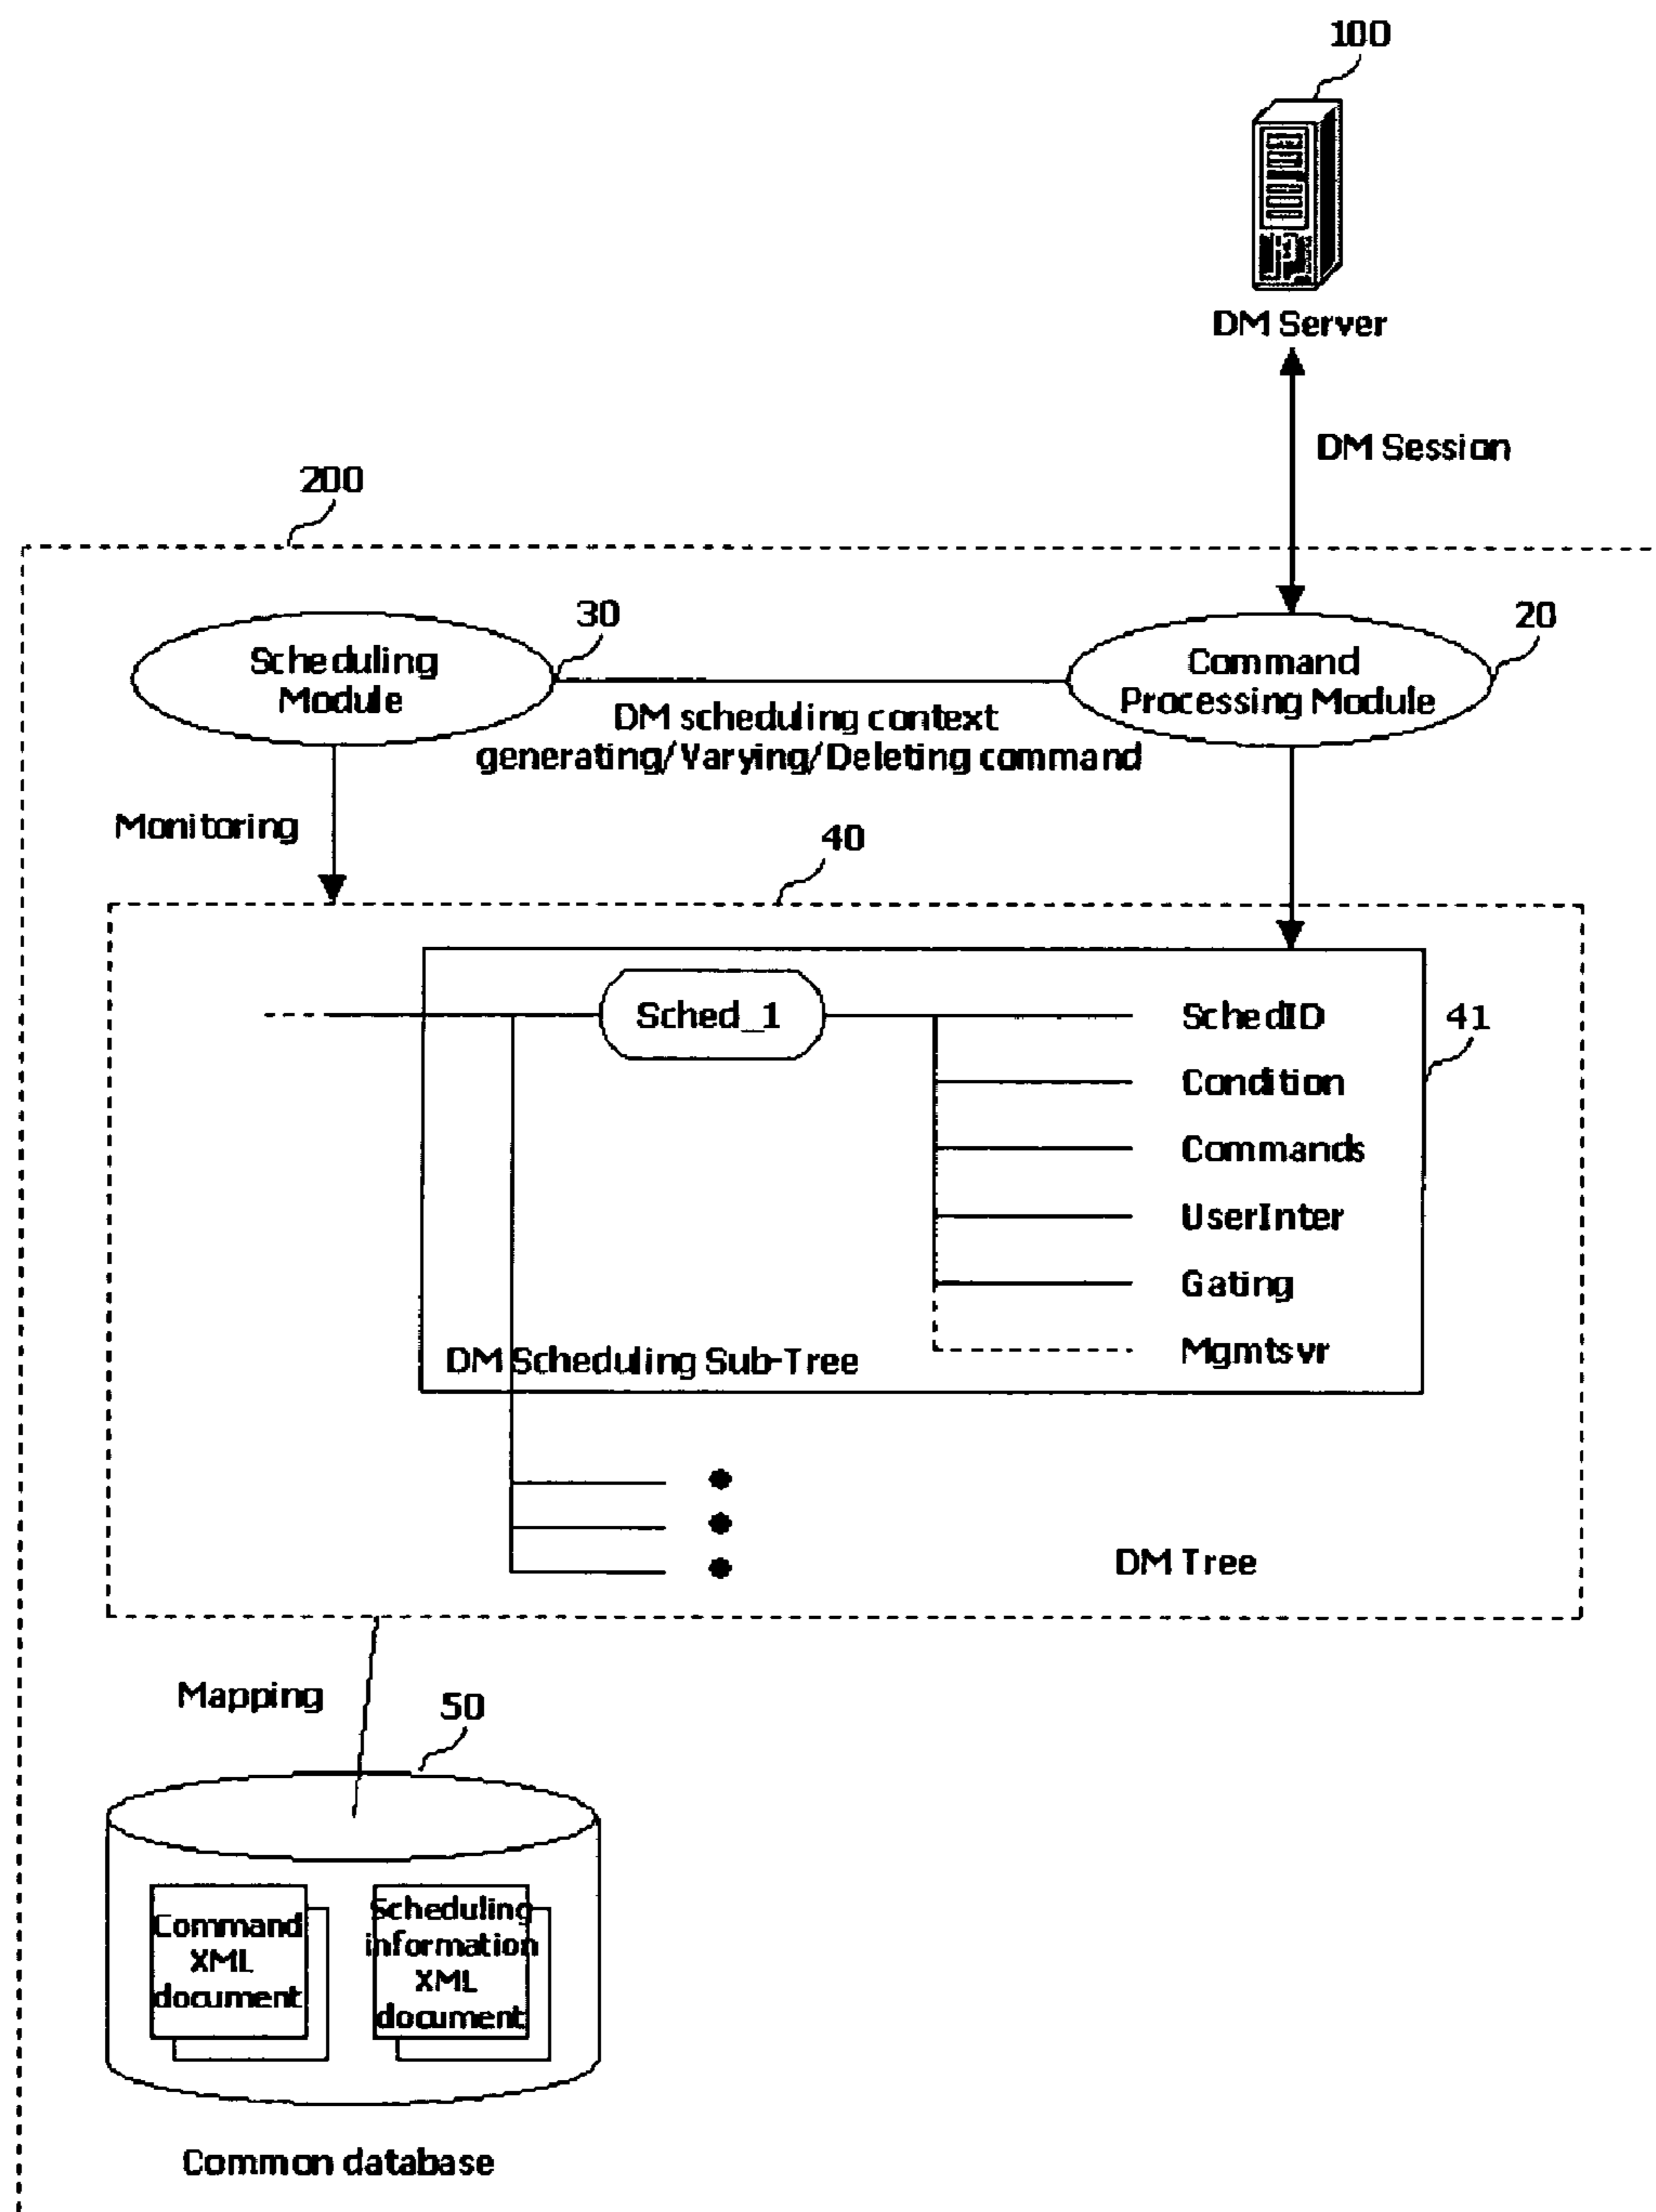 100
DM Server
DM Session
200
30
20
Scheduling
Module
Command
Processing Module
DM scheduling context
generating/Varying/Deleting command
Monitoring
40
Sched_1
SchedID
41
Condition
Commands
UserInter
Gating
Mgmtsvr
DM Scheduling Sub-Tree
DM Tree
Mapping
50
Command
XML
document
Scheduling
information
XML
document
Common database